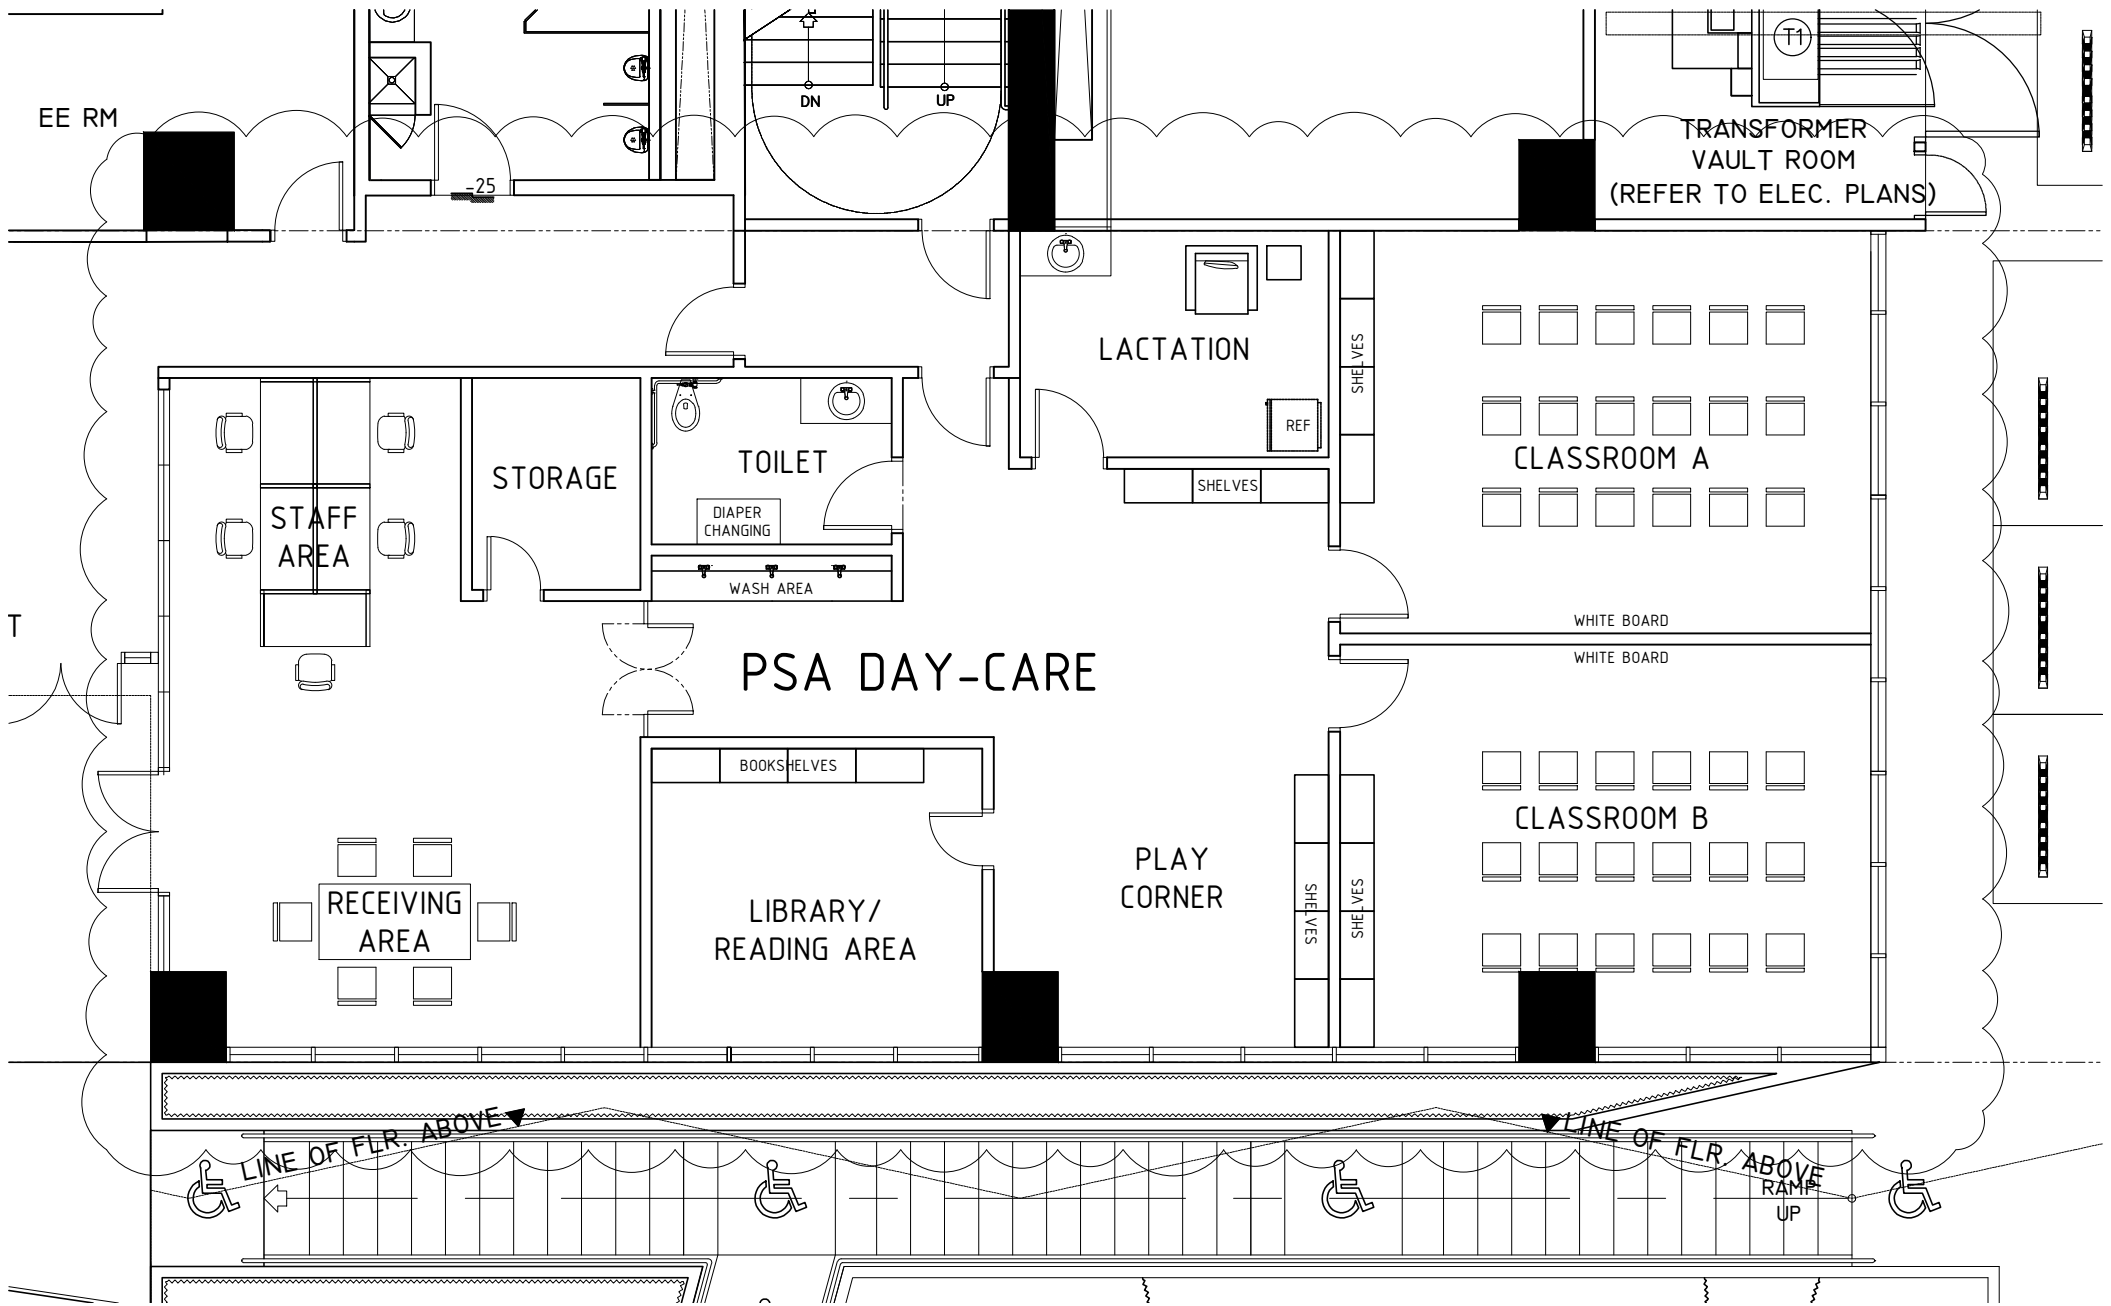 T1
DN
UP
EE RM
TRANSFORMER
VAULT ROOM
(REFER TO ELEC. PLANS)
-25
LACTATION
SHELVES
REF
CLASSROOM A
STORAGE
TOILET
SHELVES
DIAPER
CHANGING
STAFF
AREA
WASH AREA
T
WHITE BOARD
WHITE BOARD
PSA DAY-CARE
BOOKSHELVES
CLASSROOM B
PLAY
CORNER
RECEIVING
AREA
LIBRARY/
READING AREA
SHELVES
SHELVES
LINE OF FLR. ABOVE
LINE OF FLR. ABOVE
RAMP
UP